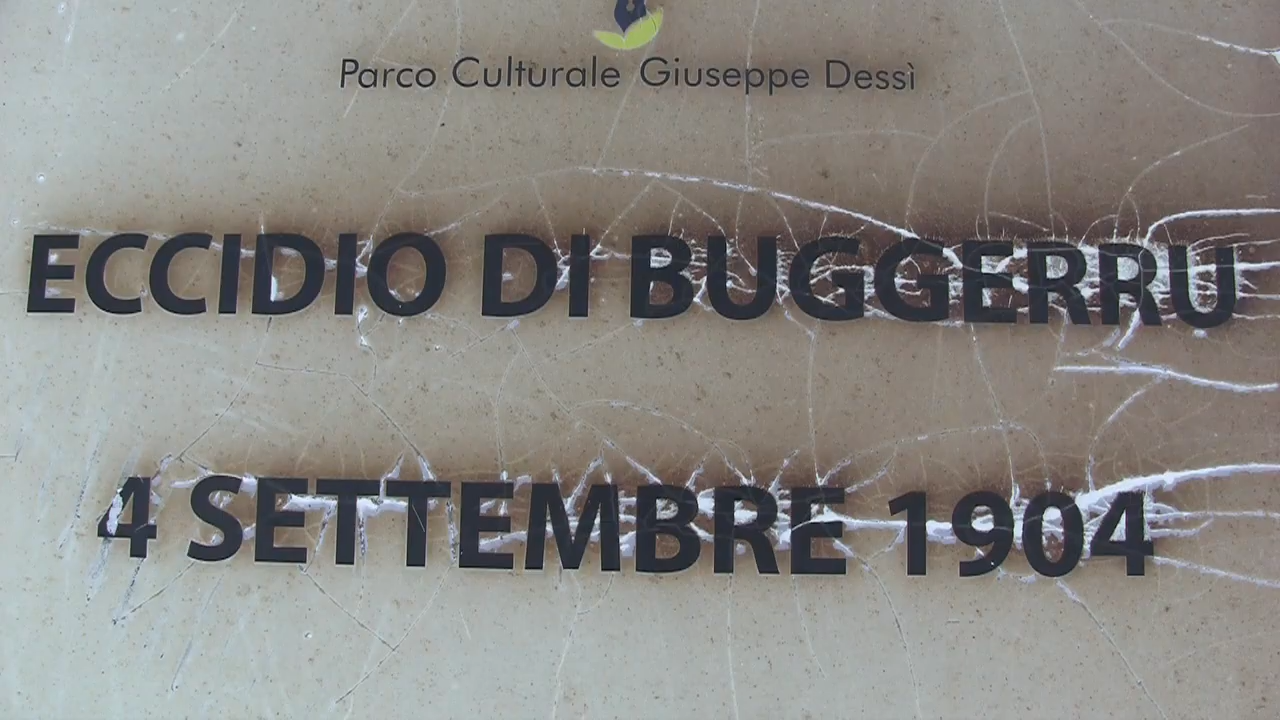 Parco Culturale Giuseppe Dessì
ECCIDIO DI BUGGERRU
4 SETTEMBRE 1904